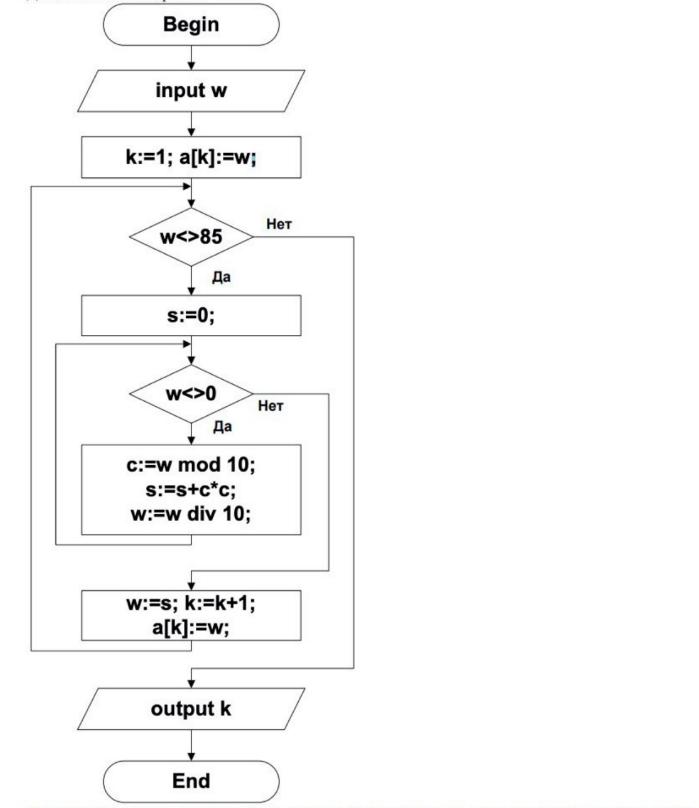 Begin
input w
k:=1; a[k]:=w;
w<>85
Нет
Да
s:=0;
w<>0
Нет
Да
c:=w mod 10;
s:=s+c*c;
w:=w div 10;
w:=s; k:=k+1;
a[k]:=w;
output k
End